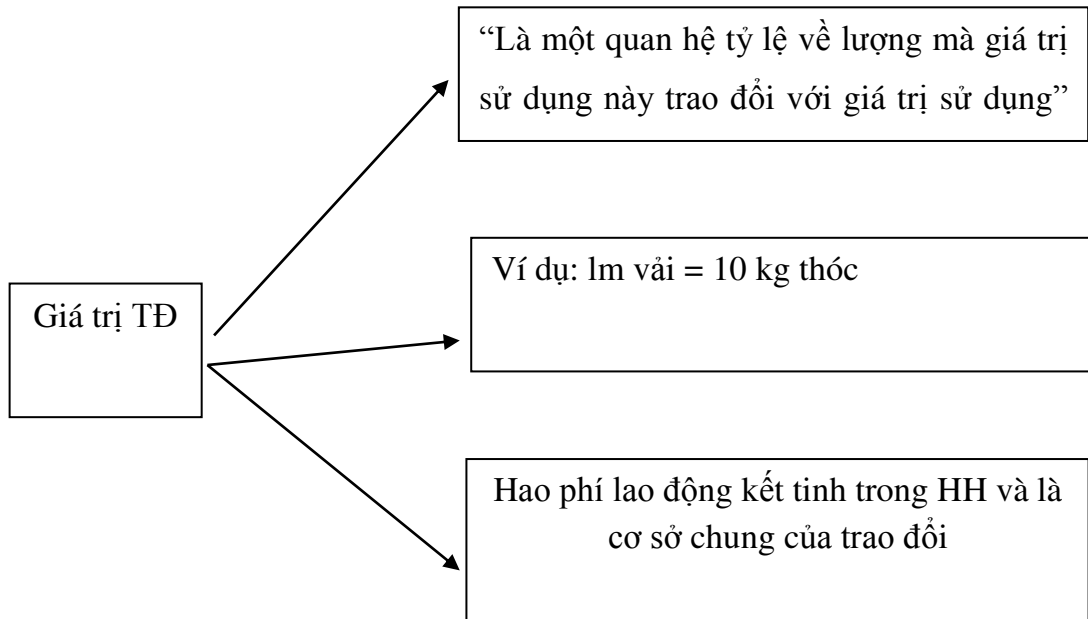 “Là một quan hệ tỷ lệ về lượng mà giá trị
sử dụng này trao đổi với giá trị sử dụng”
Ví dụ: lm vải = 10 kg thóc
Giá trị TĐ
Hao phí lao động kết tinh trong HH và là
cơ sở chung của trao đổi